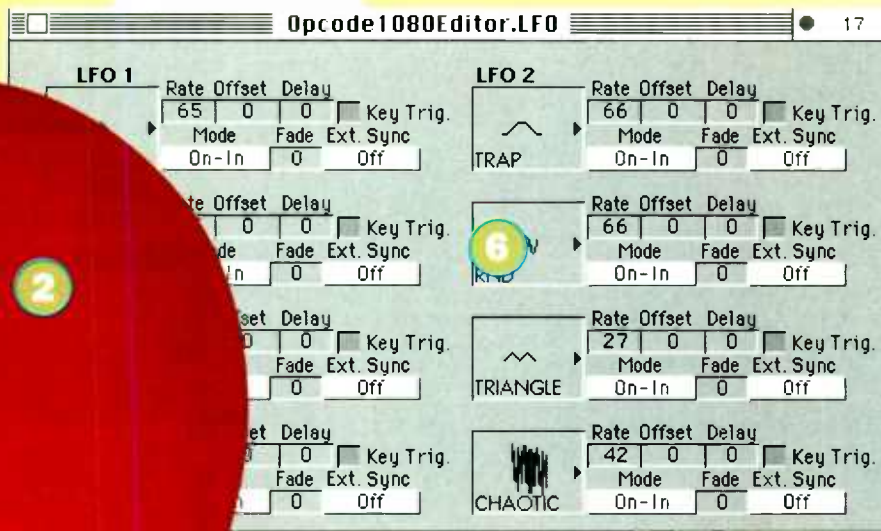 Opcode1080Editor.LFO 17
LFO 1 LFO 2
Rate Offset Delay Rate Offset Delay
65 0 0 Key Trig. 66 0 0 Key Trig.
Mode Fade Ext. Sync Mode Fade Ext. Sync
On-In 0 Off TRAP On-In 0 Off
Offset Delay Rate Offset Delay
0 0 Key Trig. 66 0 0 Key Trig.
2 Fade Ext. Sync 6 Mode Fade Ext. Sync
0 Off RND On-In 0 Off
Delay Rate Offset Delay
0 Key Trig. 27 0 0 Key Trig.
Fade Ext. Sync Mode Fade Ext. Sync
0 Off TRIANGLE On-In 0 Off
Delay Rate Offset Delay
0 Key Trig. 42 0 0 Key Trig.
Fade Ext. Sync Mode Fade Ext. Sync
0 Off CHAOTIC On-In 0 Off